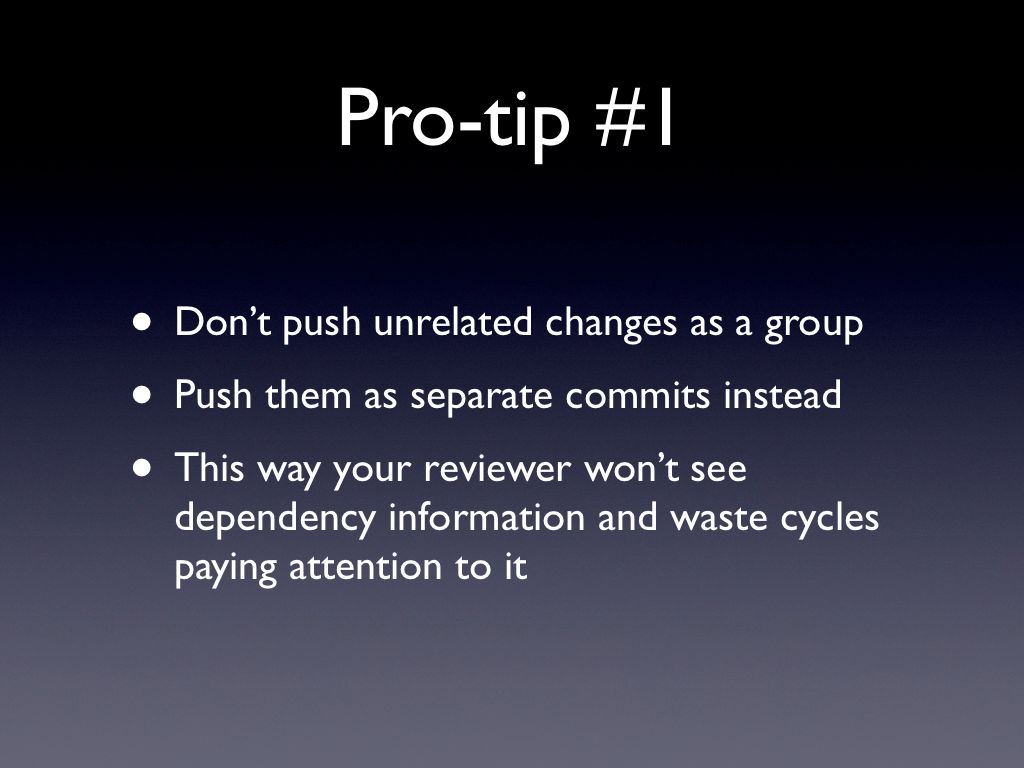 Pro-tip #1
• Don’t push unrelated changes as a group
• Push them as separate commits instead
• This way your reviewer won’t see
dependency information and waste cycles
paying attention to it